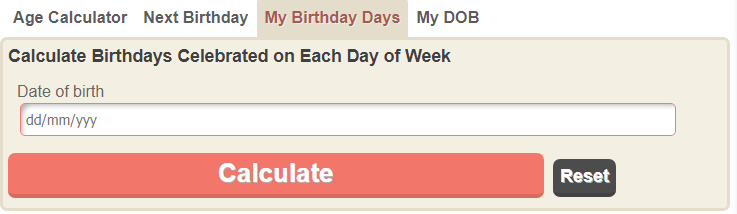 Age Calculator Next Birthday My Birthday Days My DOB
Calculate Birthdays Celebrated on Each Day of Week
Date of birth
dd/mm/yyy
Calculate Reset